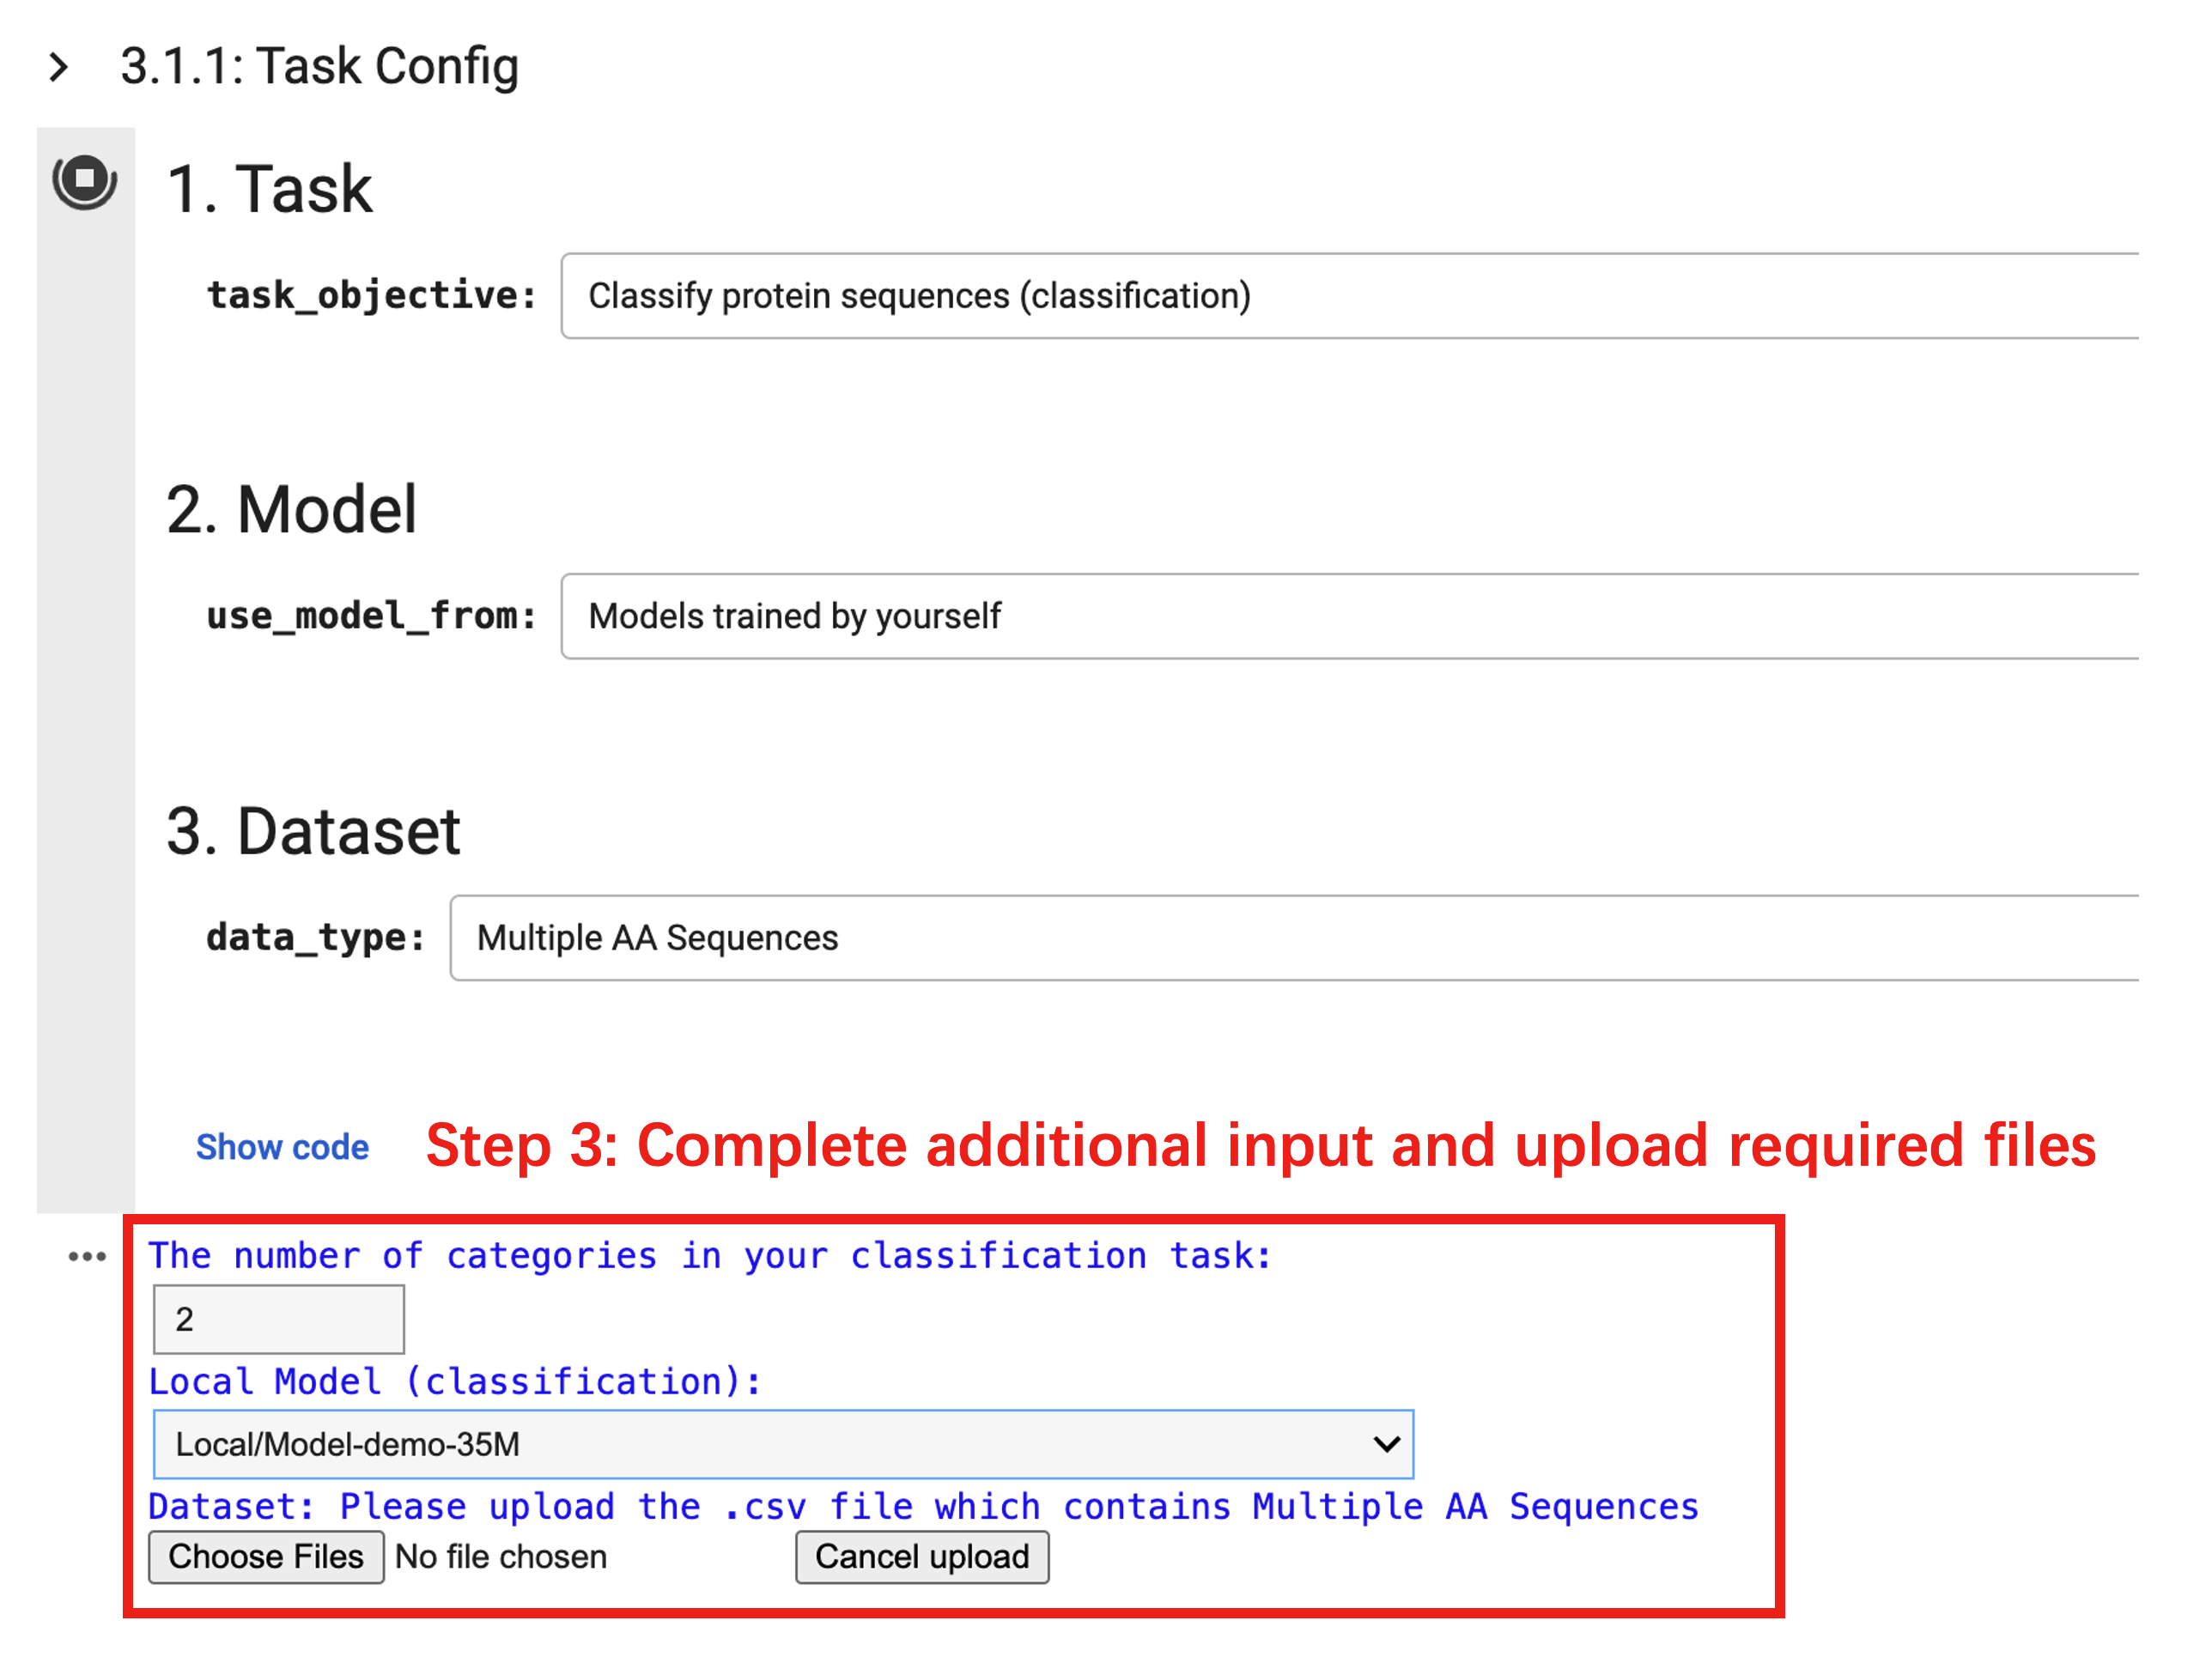 3.1.1: Task Config
1. Task
task_objective: Classify protein sequences (classification)
2. Model
use_model_from: Models trained by yourself
3. Dataset
data_type: Multiple AA Sequences
Show code Step 3: Complete additional input and upload required files
The number of categories in your classification task:
2
Local Model (classification):
Local/Model-demo-35M
Dataset: Please upload the .csv file which contains Multiple AA Sequences
Choose Files No file chosen Cancel upload